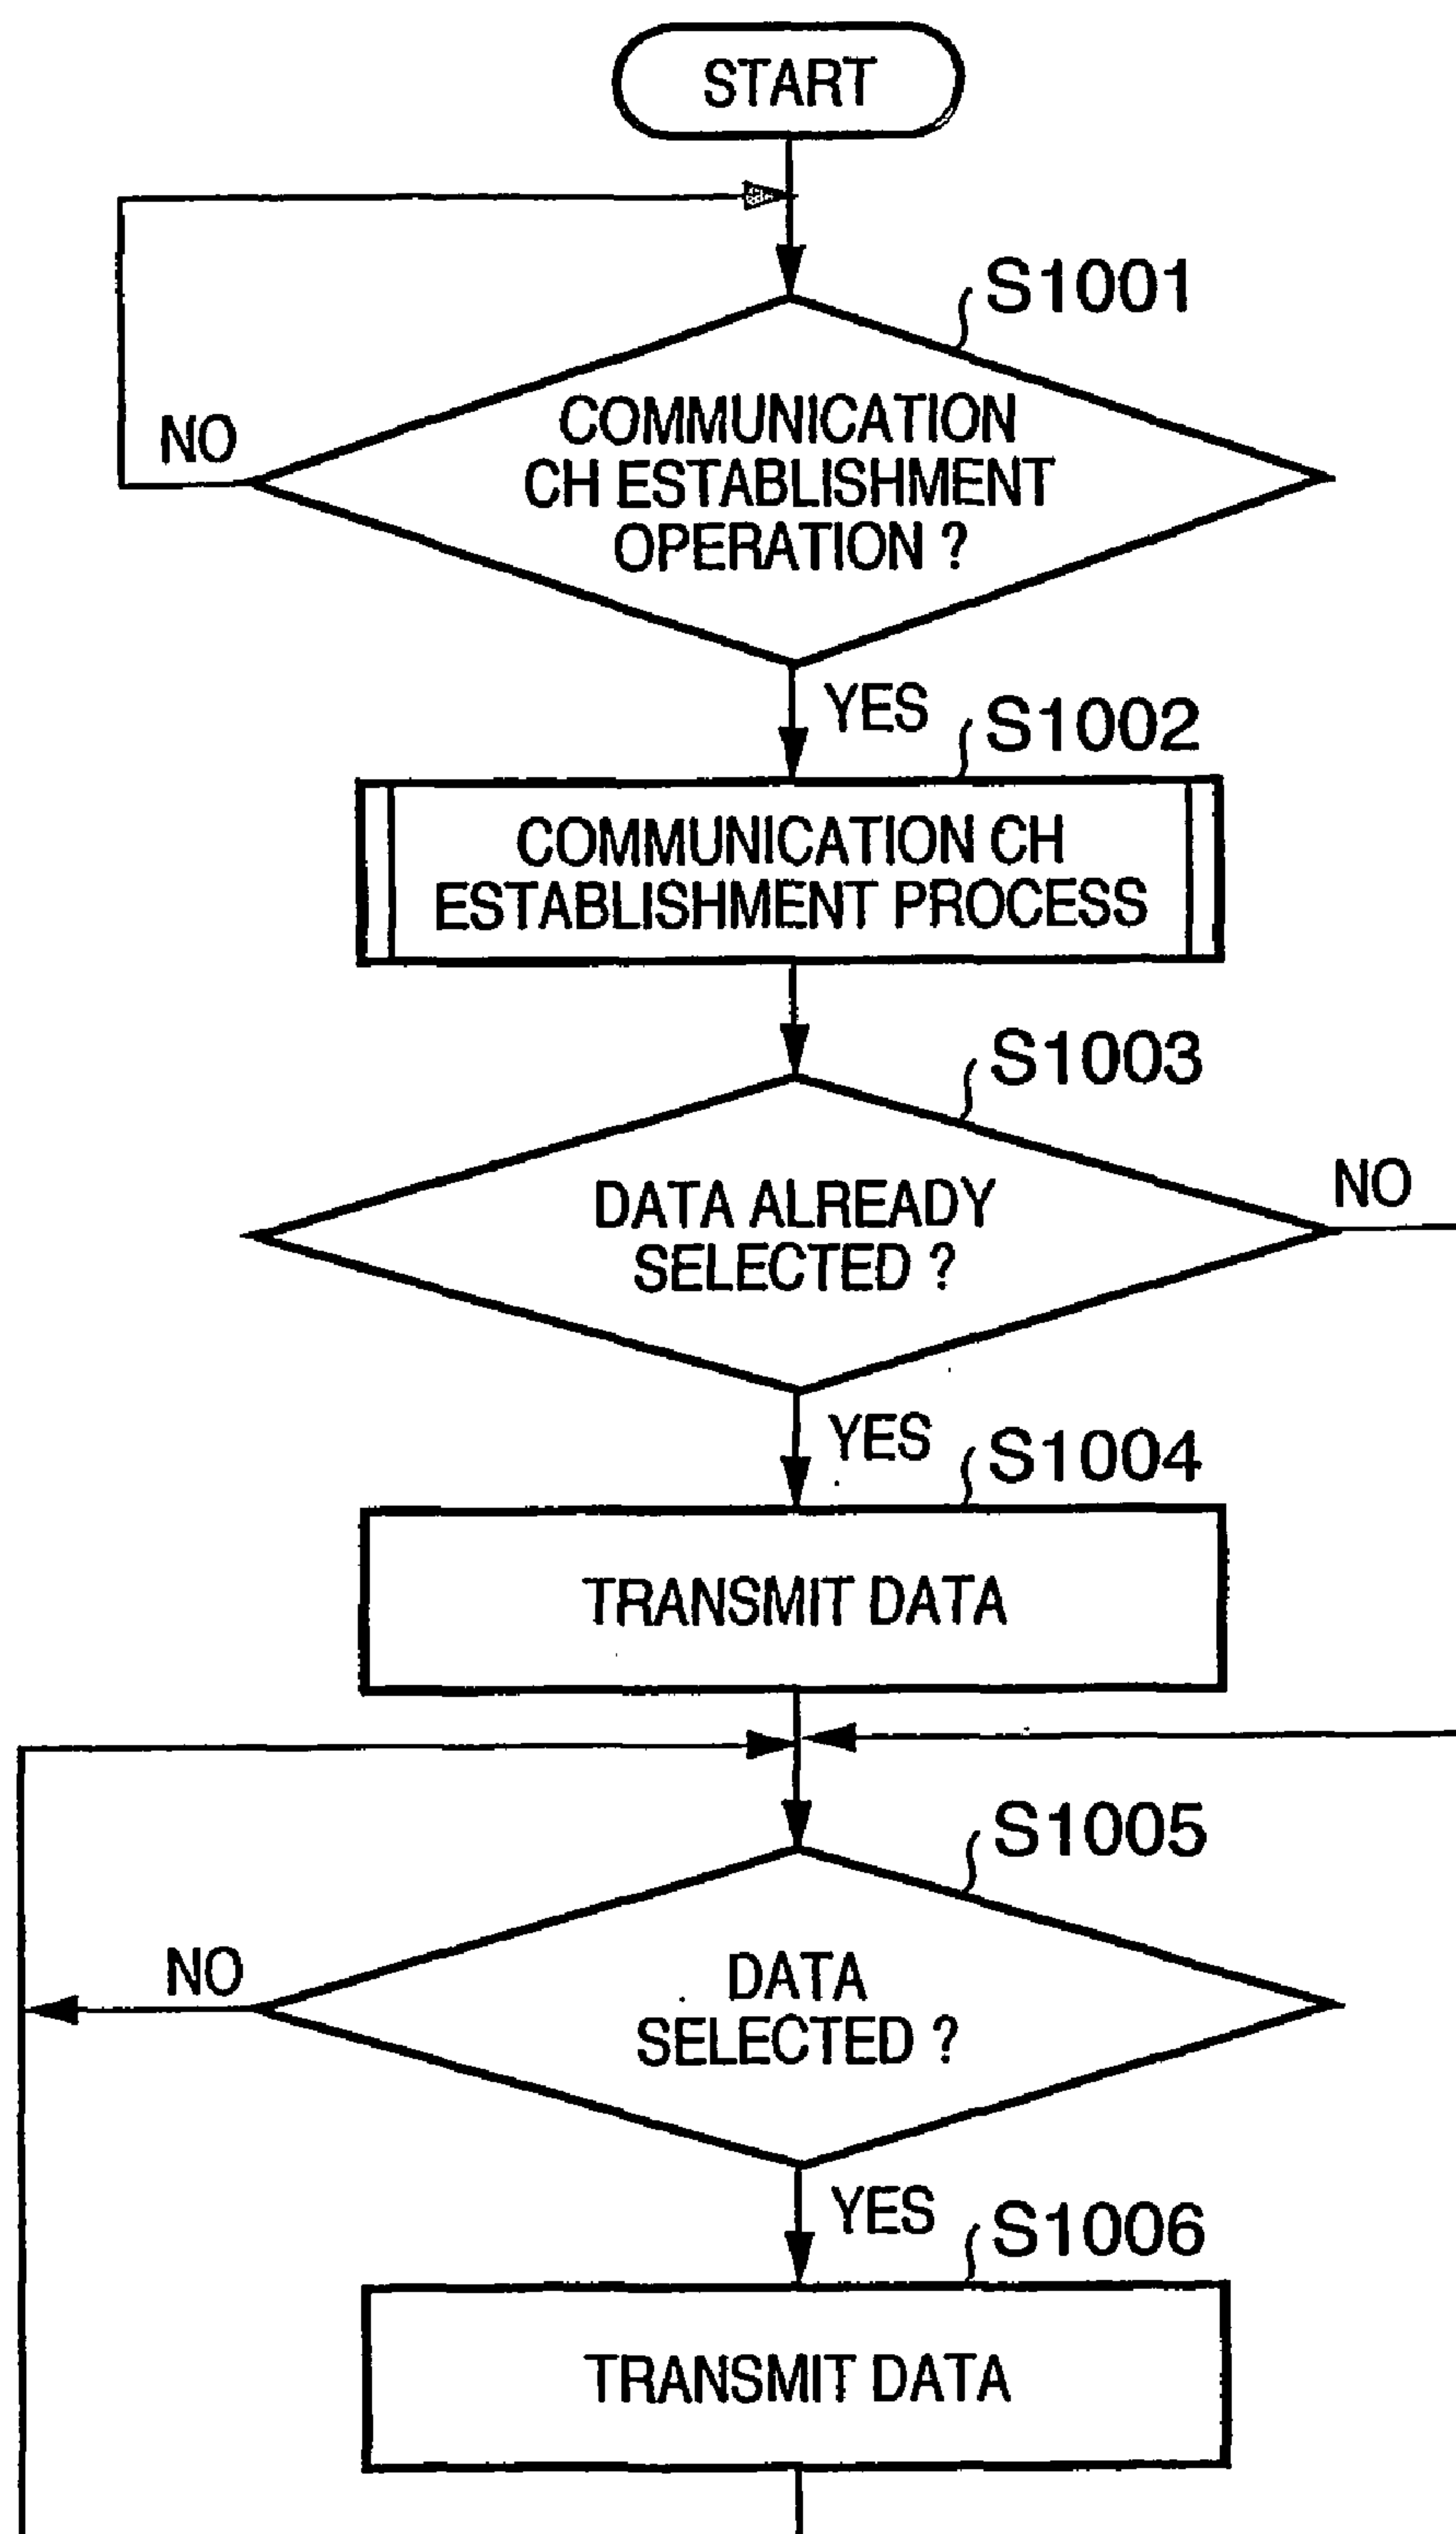 START
S1001
COMMUNICATION
CH ESTABLISHMENT
OPERATION ?
NO
YES
S1002
COMMUNICATION CH
ESTABLISHMENT PROCESS
S1003
DATA ALREADY
SELECTED ?
NO
YES
S1004
TRANSMIT DATA
S1005
DATA
SELECTED ?
NO
YES
S1006
TRANSMIT DATA